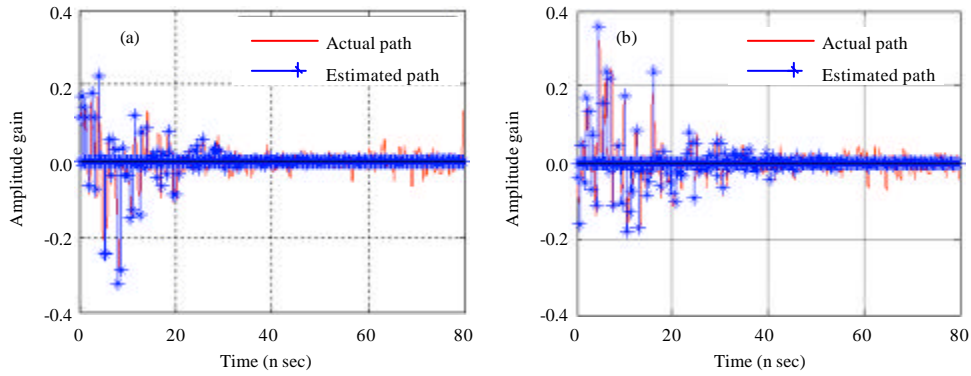 0.4
0.2
0.0
-0.2
-0.4
Amplitude gain
(a)
Actual path
Estimated path
0
20
40
60
80
Time (n sec)
0.4
0.2
0.0
-0.2
-0.4
Amplitude gain
(b)
Actual path
Estimated path
0
20
40
60
80
Time (n sec)